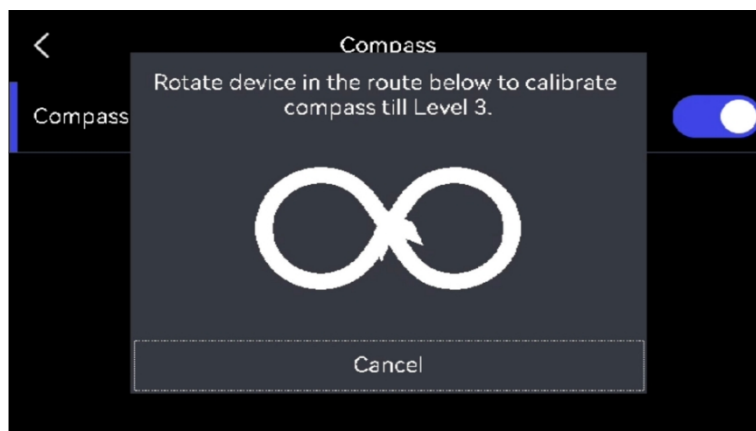 Compass
Rotate device in the route below to calibrate
compass till Level 3.
Compass
Cancel